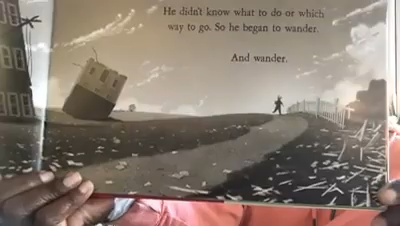 He didn't know what to do or which
way to go. So he began to wander.
And wander.